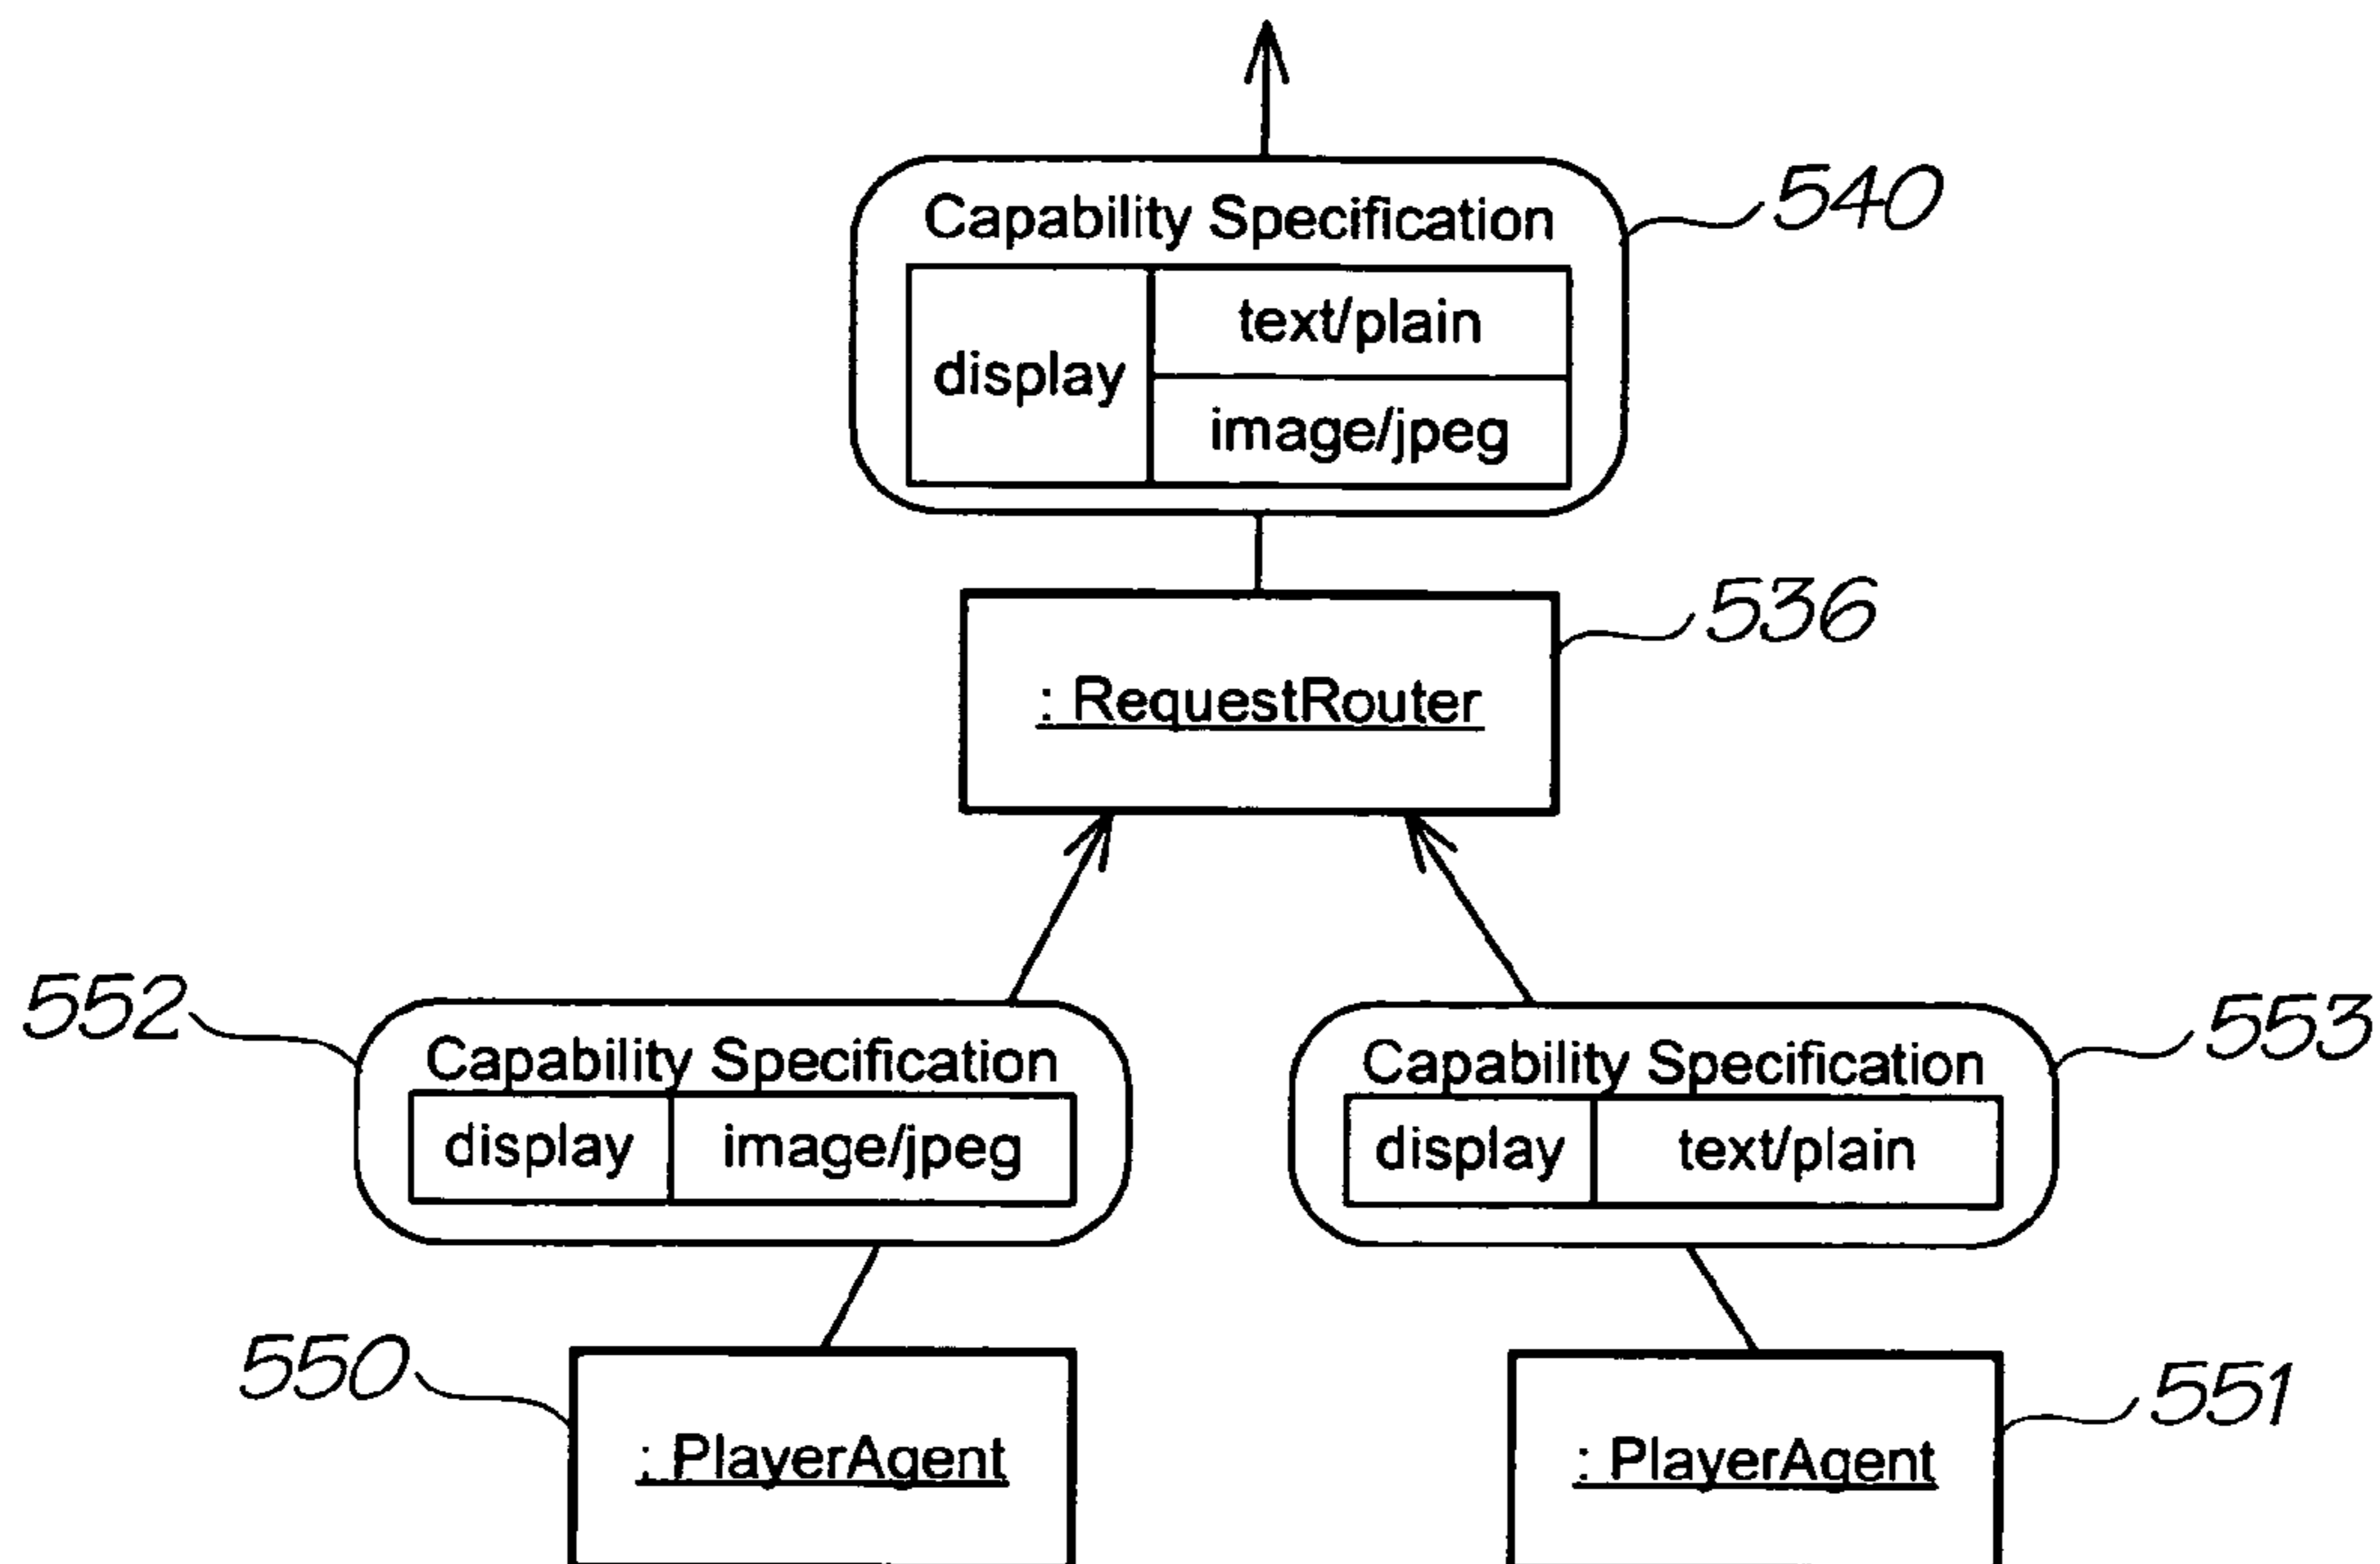 Capability Specification
540
display
text/plain
image/jpeg
536
: RequestRouter
552
Capability Specification
display image/jpeg
553
Capability Specification
display text/plain
550
: PlayerAgent
551
: PlayerAgent